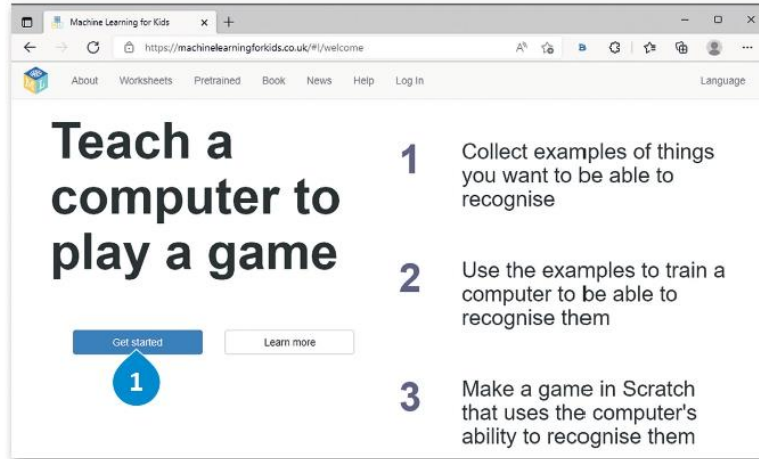 Machine Learning for Kids
https://machinelearningforkids.co.uk/#!/welcome
About Worksheets Pretrained Book News Help Log In Language
Teach a
computer to
play a game
Get started Learn more
1
1 Collect examples of things
you want to be able to
recognise
2 Use the examples to train a
computer to be able to
recognise them
3 Make a game in Scratch
that uses the computer's
ability to recognise them